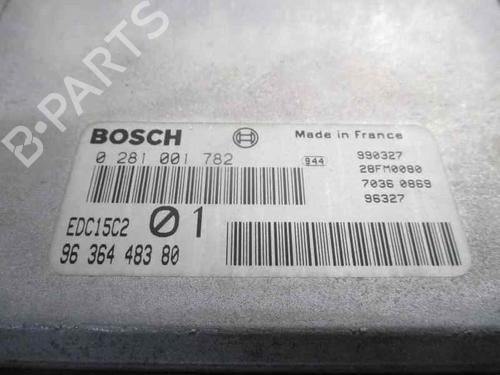 B-PARTS
BOSCH
Made in France
0 281 001 782
944
990327
28FM0080
7036 0869
96327
EDC15C2
01
96 364 483 80